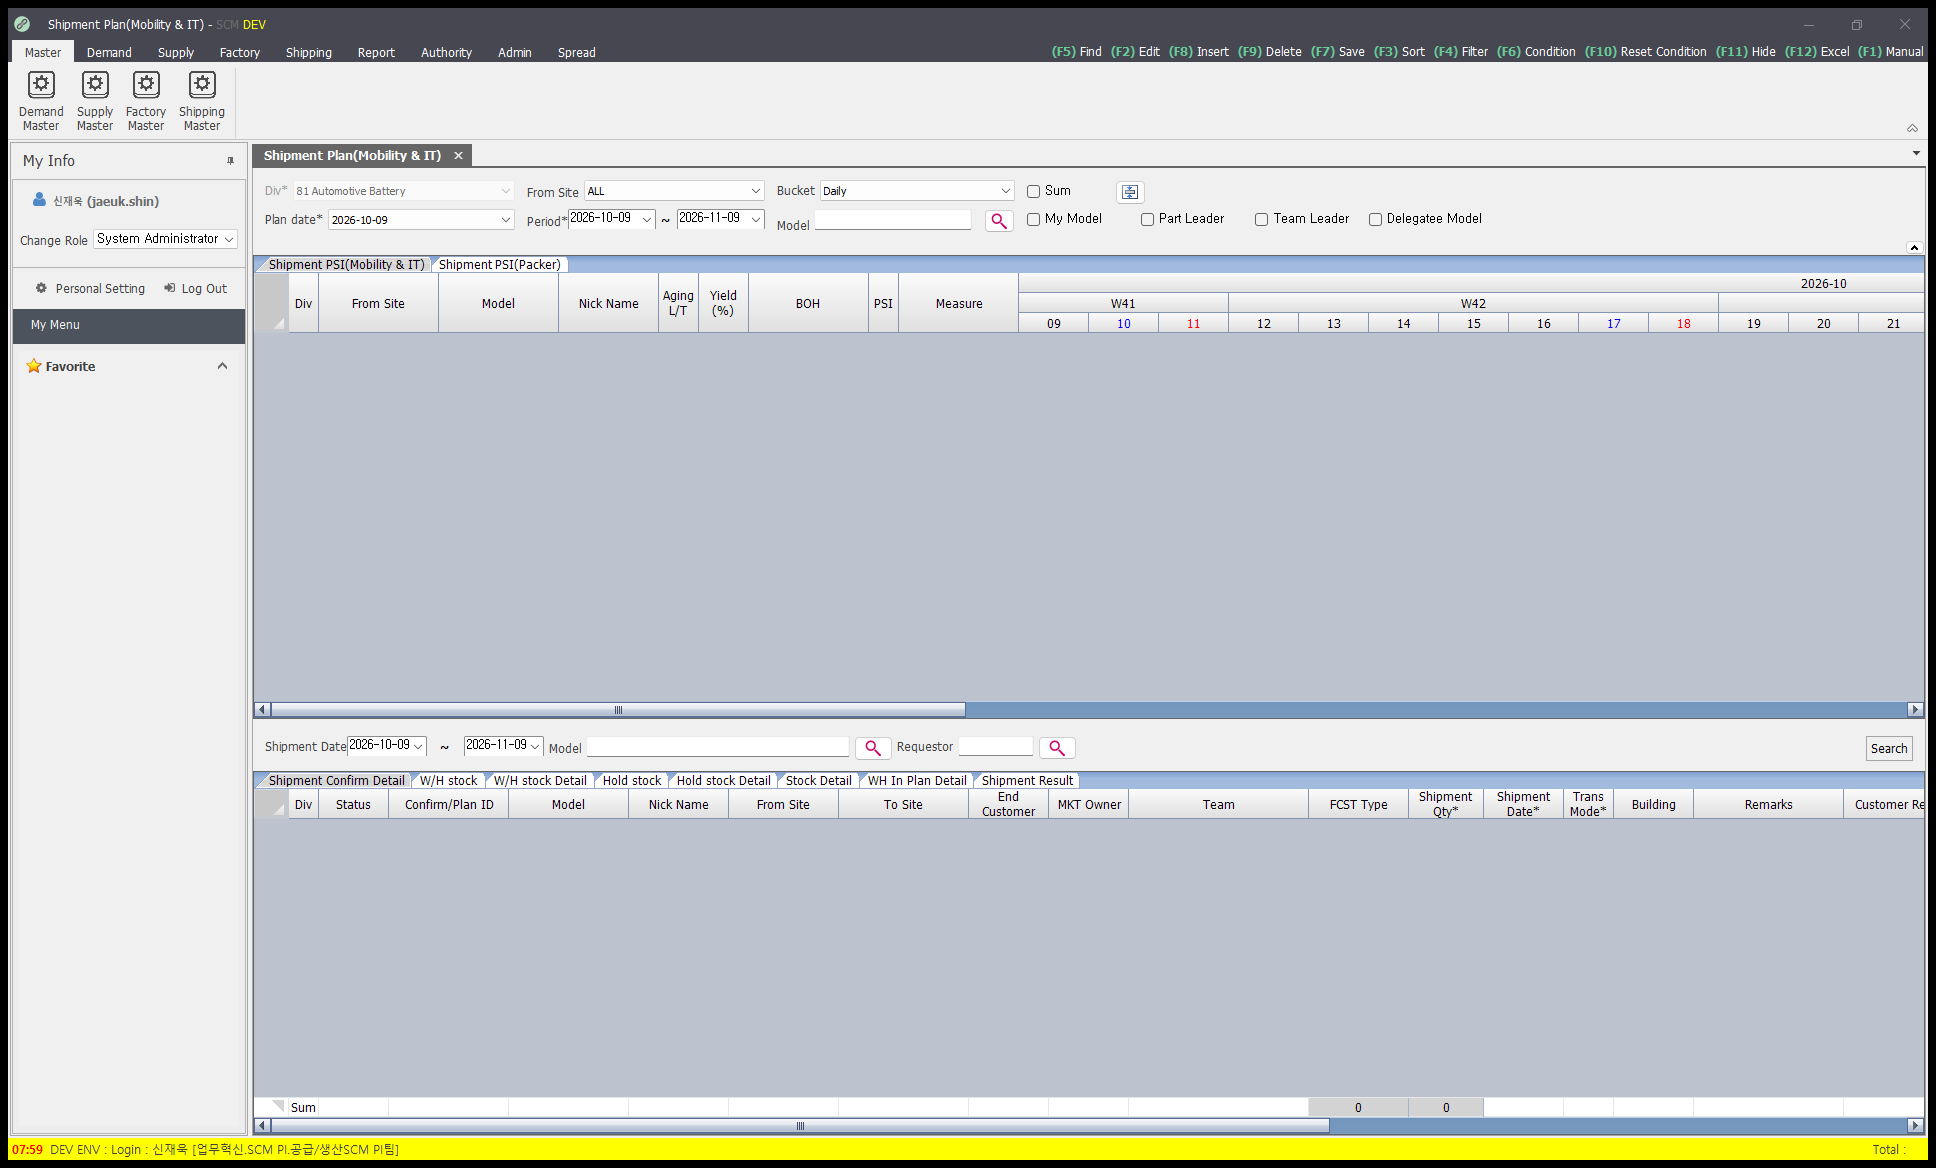 Shipment Plan(Mobility & IT) - SCM DEV
Master Demand Supply Factory Shipping Report Authority Admin Spread
(F5) Find (F2) Edit (F8) Insert (F9) Delete (F7) Save (F3) Sort (F4) Filter (F6) Condition (F10) Reset Condition (F11) Hide (F12) Excel (F1) Manual
Demand Master
Supply Master
Factory Master
Shipping Master
My Info
신재욱 (jaeuk.shin)
Change Role System Administrator
Personal Setting Log Out
My Menu
Favorite
Shipment Plan(Mobility & IT)
Div* 81 Automotive Battery From Site ALL Bucket Daily Sum
Plan date* 2026-10-09 Period* 2026-10-09 ~ 2026-11-09 Model My Model Part Leader Team Leader Delegatee Model
Shipment PSI(Mobility & IT) Shipment PSI(Packer)
Div From Site Model Nick Name Aging L/T Yield (%) BOH PSI Measure
2026-10
W41 W42
09 10 11 12 13 14 15 16 17 18 19 20 21
Shipment Date 2026-10-09 ~ 2026-11-09 Model Requestor Search
Shipment Confirm Detail W/H stock W/H stock Detail Hold stock Hold stock Detail Stock Detail WH In Plan Detail Shipment Result
Div Status Confirm/Plan ID Model Nick Name From Site To Site End Customer MKT Owner Team FCST Type Shipment Qty* Shipment Date* Trans Mode* Building Remarks Customer Re
Sum 0 0
07:59 DEV ENV : Login : 신재욱 [업무혁신.SCM PI.공급/생산SCM PI팀] Total :